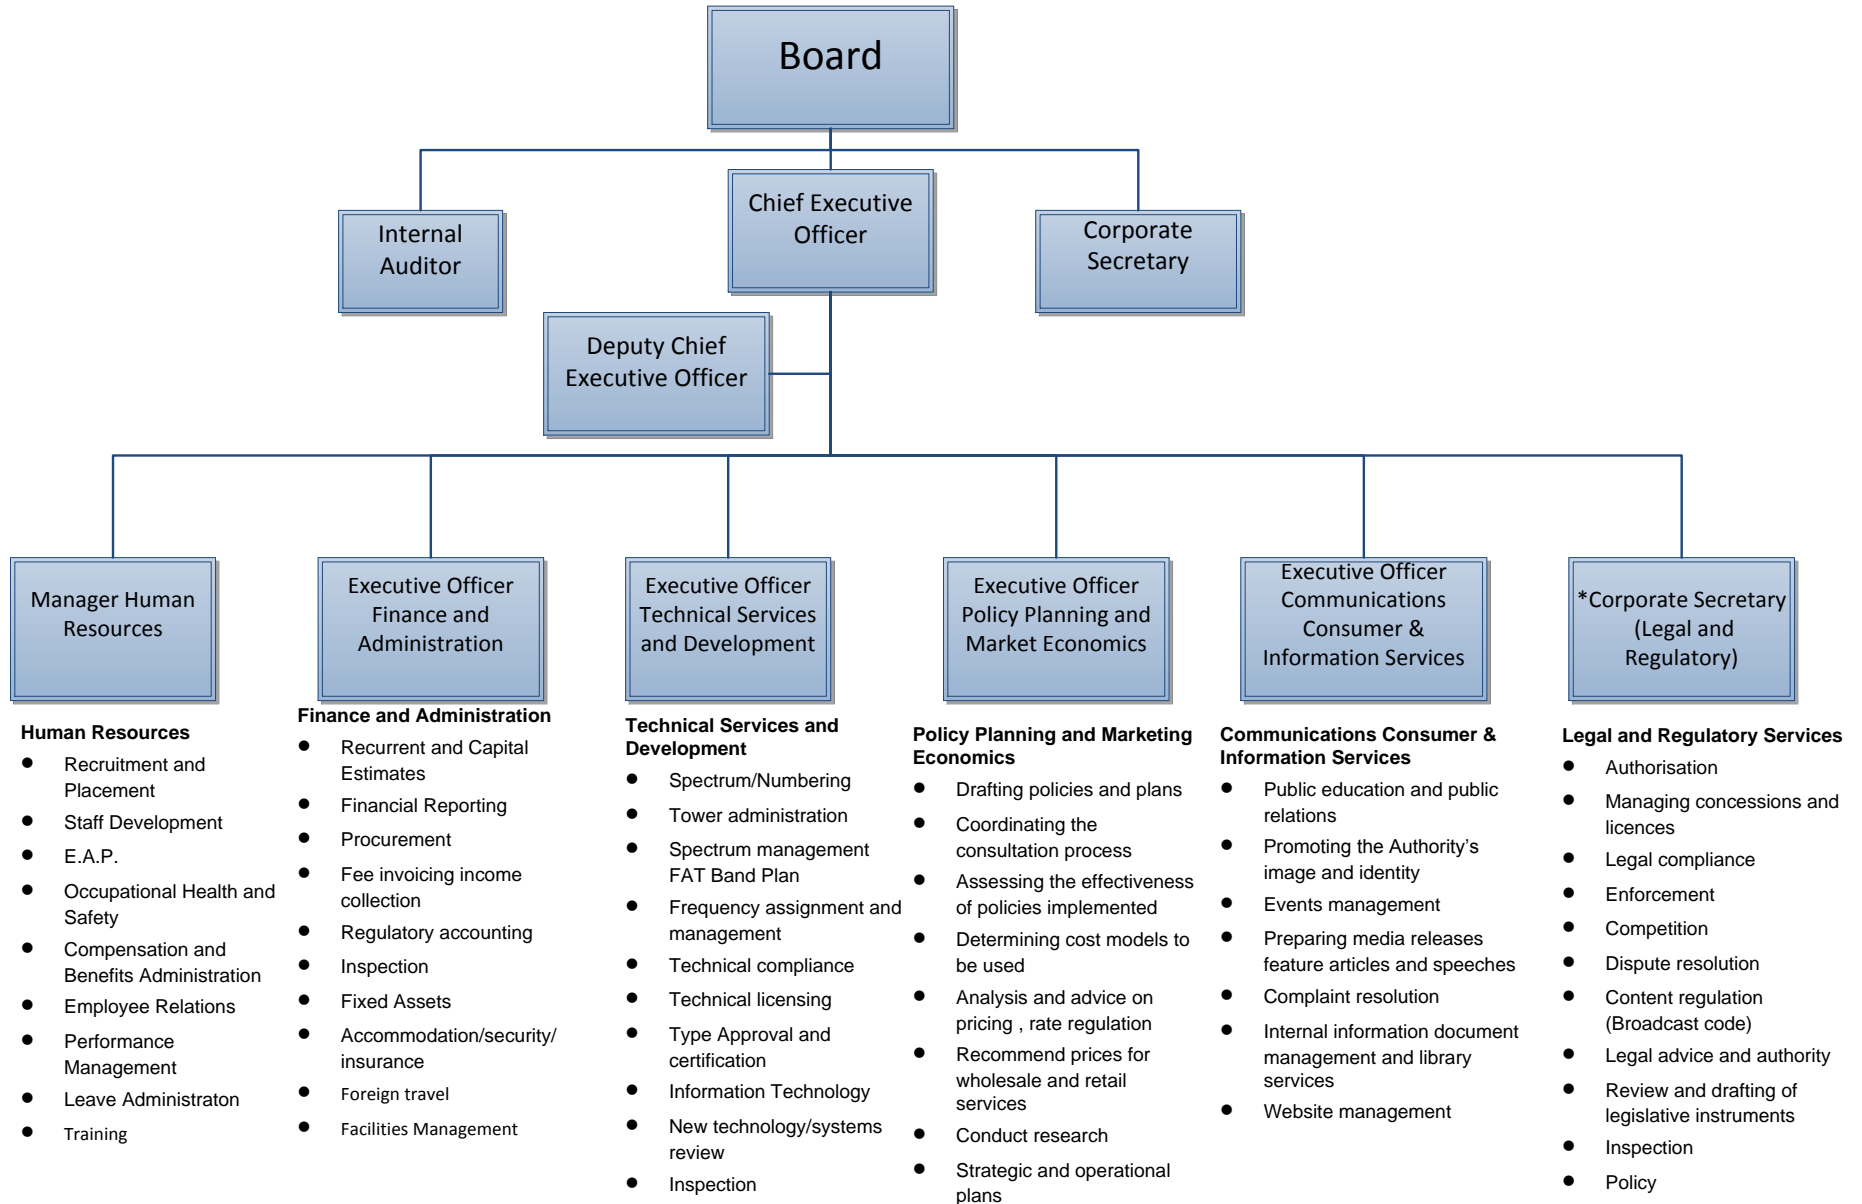 Board
Internal
Auditor
Chief Executive
Officer
Corporate
Secretary
Deputy Chief
Executive Officer
Manager Human
Resources
Executive Officer
Finance and
Administration
Executive Officer
Technical Services
and Development
Executive Officer
Policy Planning and
Market Economics
Executive Officer
Communications
Consumer &
Information Services
*Corporate Secretary
(Legal and
Regulatory)
Human Resources
● Recruitment and
Placement
● Staff Development
● E.A.P.
● Occupational Health and
Safety
● Compensation and
Benefits Administration
● Employee Relations
● Performance
Management
● Leave Administraton
● Training
Finance and Administration
● Recurrent and Capital
Estimates
● Financial Reporting
● Procurement
● Fee invoicing income
collection
● Regulatory accounting
● Inspection
● Fixed Assets
● Accommodation/security/
insurance
● Foreign travel
● Facilities Management
Technical Services and
Development
● Spectrum/Numbering
● Tower administration
● Spectrum management
FAT Band Plan
● Frequency assignment and
management
● Technical compliance
● Technical licensing
● Type Approval and
certification
● Information Technology
● New technology/systems
review
● Inspection
Policy Planning and Marketing
Economics
● Drafting policies and plans
● Coordinating the
consultation process
● Assessing the effectiveness
of policies implemented
● Determining cost models to
be used
● Analysis and advice on
pricing , rate regulation
● Recommend prices for
wholesale and retail
services
● Conduct research
● Strategic and operational
plans
Communications Consumer &
Information Services
● Public education and public
relations
● Promoting the Authority's
image and identity
● Events management
● Preparing media releases
feature articles and speeches
● Complaint resolution
● Internal information document
management and library
services
● Website management
Legal and Regulatory Services
● Authorisation
● Managing concessions and
licences
● Legal compliance
● Enforcement
● Competition
● Dispute resolution
● Content regulation
(Broadcast code)
● Legal advice and authority
● Review and drafting of
legislative instruments
● Inspection
● Policy